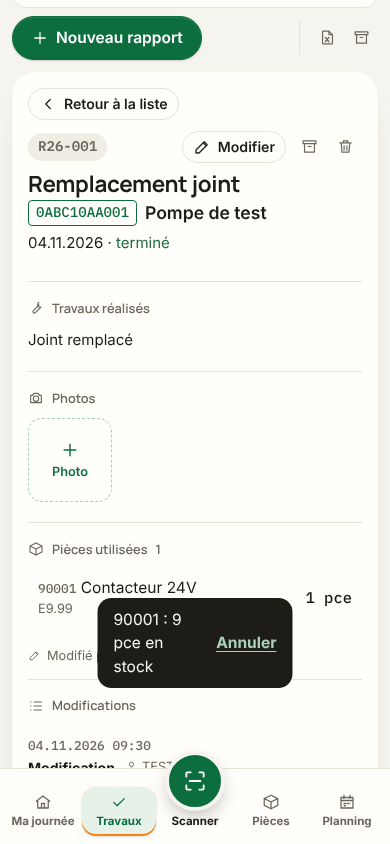 Nouveau rapport
Retour à la liste
R26-001
Modifier
Remplacement joint
0ABC10AA001 Pompe de test
04.11.2026 · terminé
Travaux réalisés
Joint remplacé
Photos
Photo
Pièces utilisées 1
90001 Contacteur 24V
E9.99
1 pce
90001 : 9
pce en
stock
Annuler
Modifié
Modifications
04.11.2026 09:30
Modification TEST
Ma journée
Travaux
Scanner
Pièces
Planning